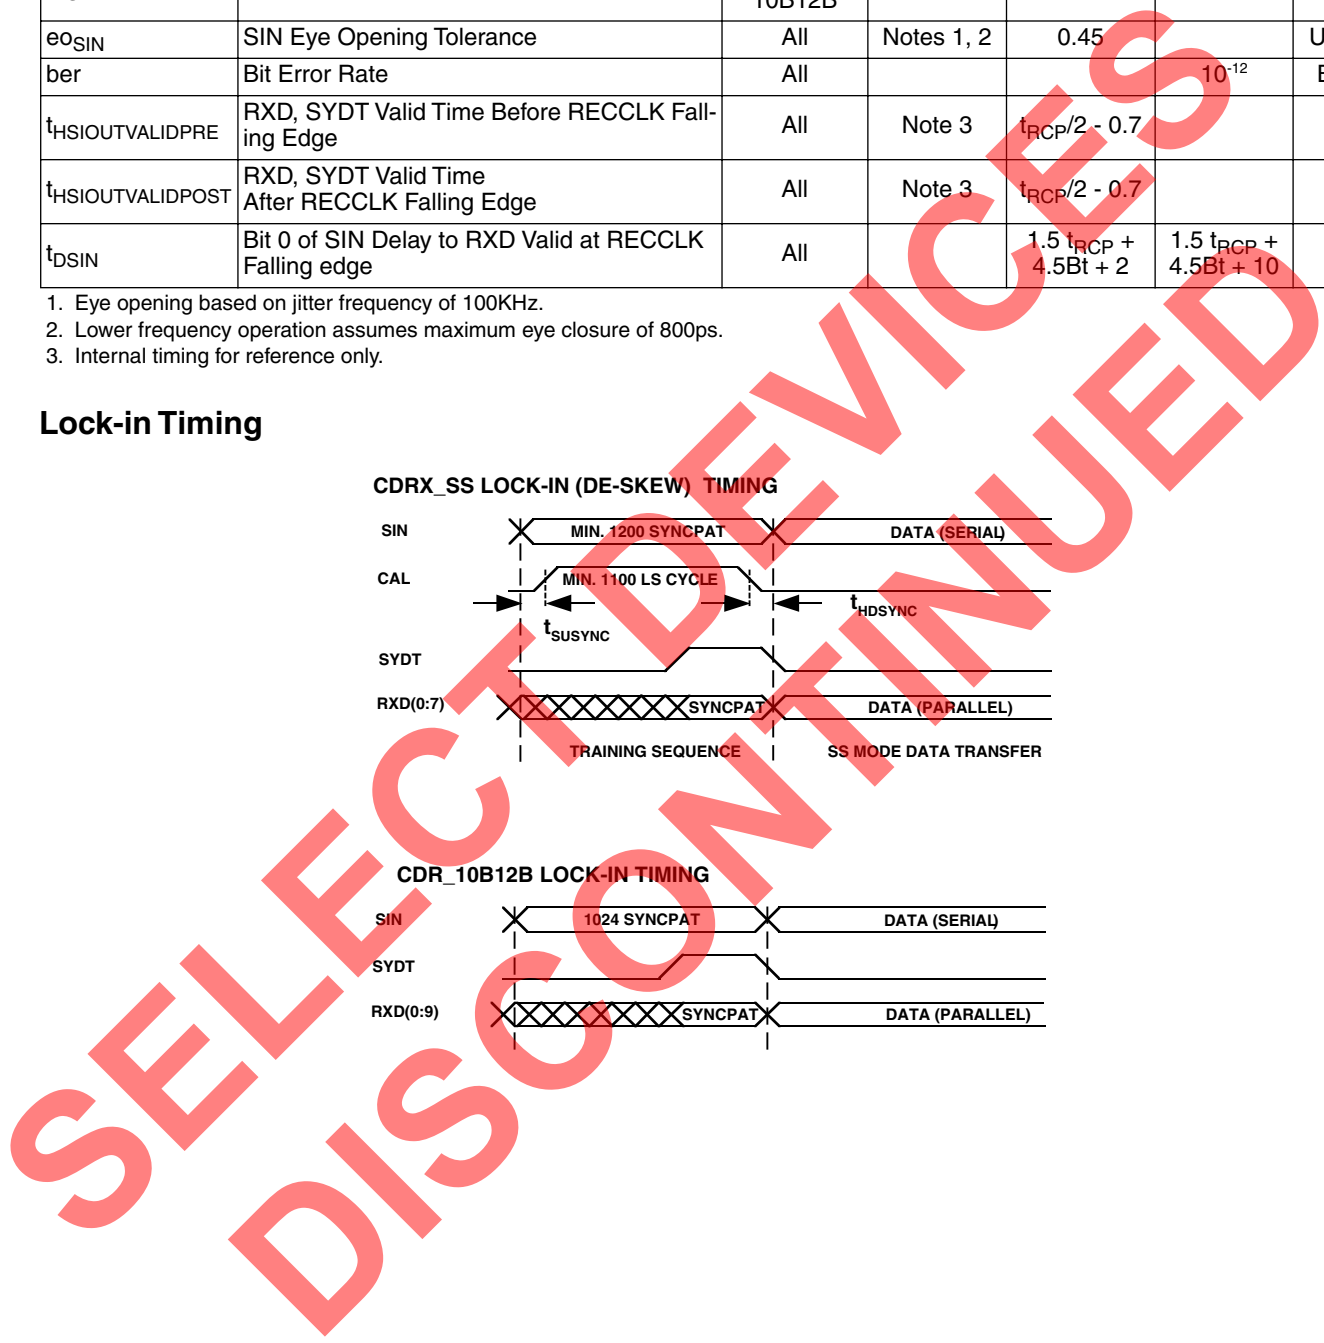 10B12B
eoSIN SIN Eye Opening Tolerance All Notes 1, 2 0.45
ber Bit Error Rate All 10-12
tHSIOUTVALIDPRE RXD, SYDT Valid Time Before RECCLK Fall-
ing Edge All Note 3 tRCP/2 - 0.7
tHSIOUTVALIDPOST RXD, SYDT Valid Time
After RECCLK Falling Edge All Note 3 tRCP/2 - 0.7
tDSIN Bit 0 of SIN Delay to RXD Valid at RECCLK
Falling edge All 1.5 tRCP +
4.5Bt + 2 1.5 tRCP +
4.5Bt + 10
1. Eye opening based on jitter frequency of 100KHz.
2. Lower frequency operation assumes maximum eye closure of 800ps.
3. Internal timing for reference only.
Lock-in Timing
CDRX_SS LOCK-IN (DE-SKEW) TIMING
SIN MIN. 1200 SYNCPAT DATA (SERIAL)
CAL MIN. 1100 LS CYCLE
tSUSYNC tHDSYNC
SYDT
RXD(0:7) SYNCPAT DATA (PARALLEL)
TRAINING SEQUENCE SS MODE DATA TRANSFER
CDR_10B12B LOCK-IN TIMING
SIN 1024 SYNCPAT DATA (SERIAL)
SYDT
RXD(0:9) SYNCPAT DATA (PARALLEL)
SELECT DEVICES
DISCONTINUED